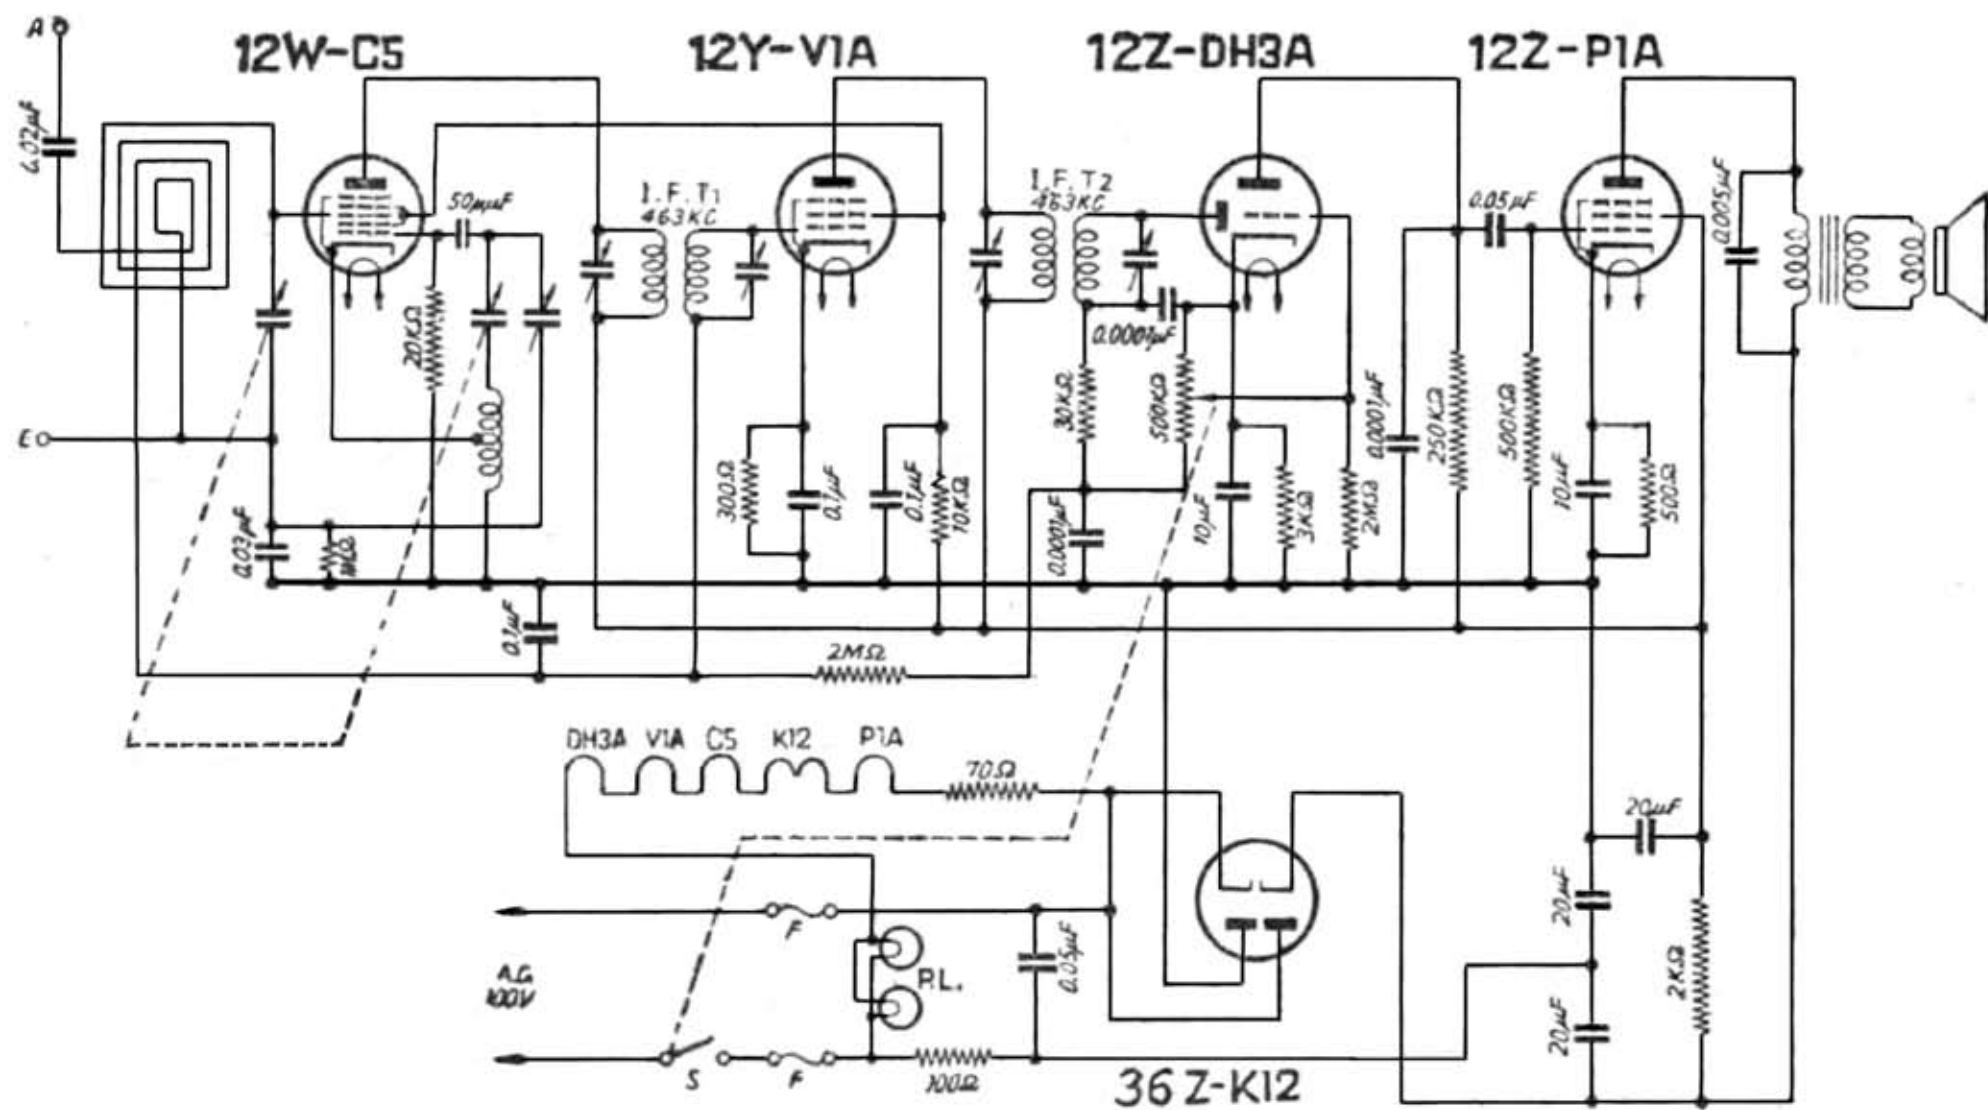 A
12W-C5
12Y-V1A
12Z-DH3A
12Z-P1A
0.02μF
50μμF
I.F.T1
463KC
I.F.T2
463KC
0.05μF
0.005μF
20KΩ
0.0001μF
E
30KΩ
500KΩ
0.0001μF
250KΩ
500KΩ
300Ω
0.1μF
0.1μF
10KΩ
0.0001μF
10μF
3KΩ
2MΩ
10μF
500Ω
0.03μF
1MΩ
0.1μF
2MΩ
DH3A
V1A
C5
K12
P1A
70Ω
20μF
F
20μF
A.C
100V
P.L.
0.05μF
2KΩ
20μF
S
F
100Ω
36Z-K12